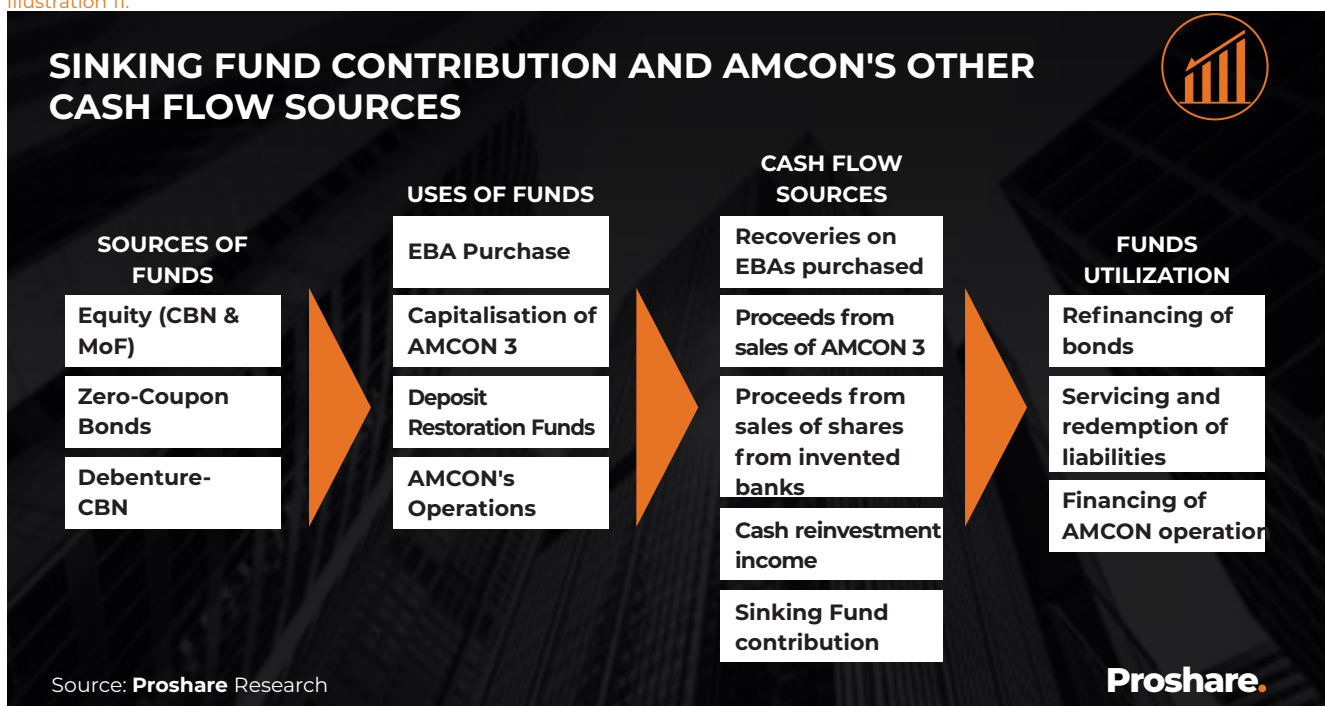 Illustration 11:
SINKING FUND CONTRIBUTION AND AMCON'S OTHER
CASH FLOW SOURCES
SOURCES OF
FUNDS
Equity (CBN &
MoF)
Zero-Coupon
Bonds
Debenture-
CBN
USES OF FUNDS
EBA Purchase
Capitalisation of
AMCON 3
Deposit
Restoration Funds
AMCON's
Operations
CASH FLOW
SOURCES
Recoveries on
EBAs purchased
Proceeds from
sales of AMCON 3
Proceeds from
sales of shares
from invented
banks
Cash reinvestment
income
Sinking Fund
contribution
FUNDS
UTILIZATION
Refinancing of
bonds
Servicing and
redemption of
liabilities
Financing of
AMCON operation
Source: Proshare Research
Proshare.